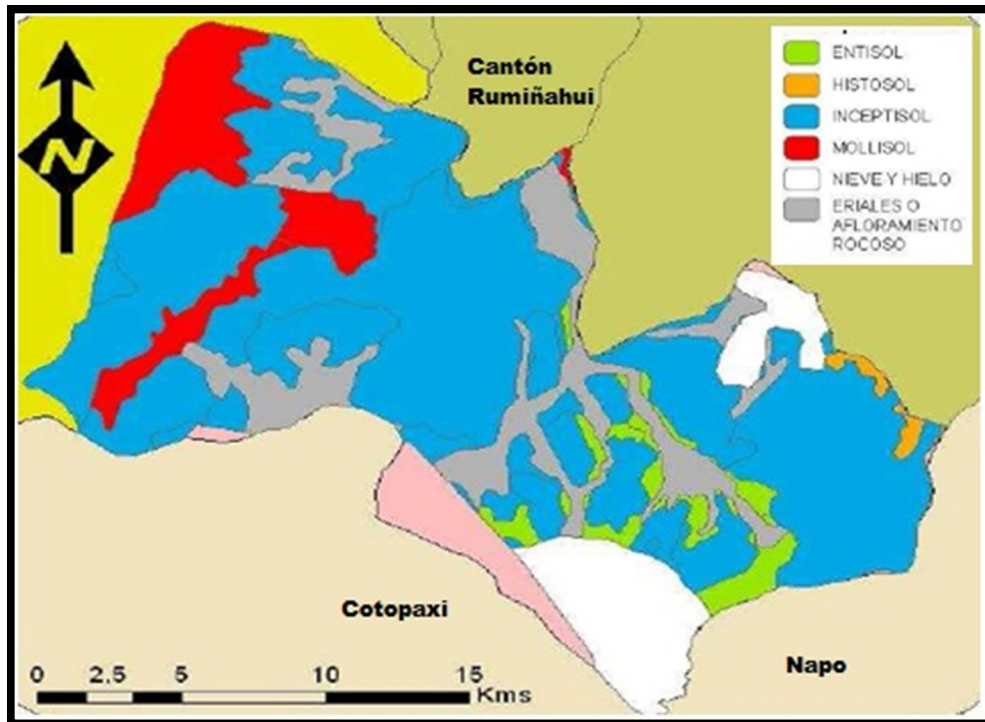 Cantón
Rumiñahui
ENTISOL
HISTOSOL
INCEPTISOL
MOLLISOL
NIEVE Y HIELO
ERIALES O
AFLORAMIENTO
ROCOSO
N
Cotopaxi
Napo
0 2.5 5 10 15
Kms